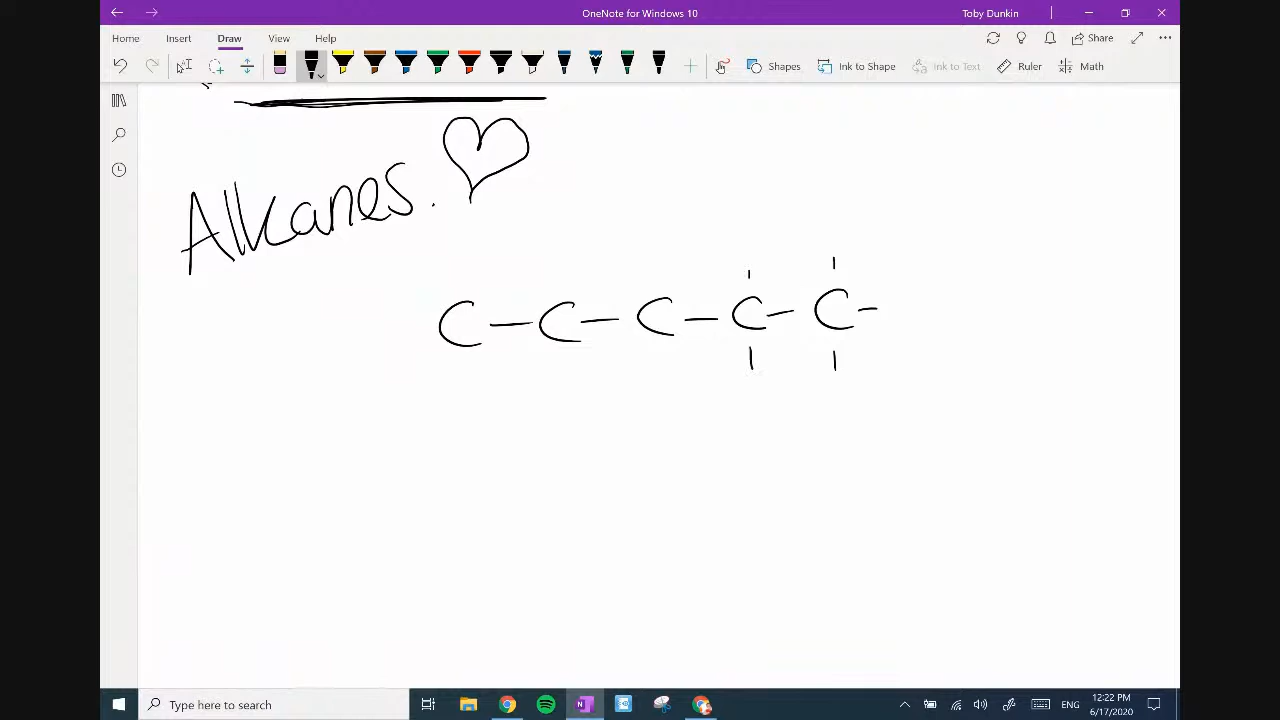 OneNote for Windows 10
Toby Dunkin
Home Insert Draw View Help
Share
Shapes Ink to Shape Ink to Text Ruler Math
Alkanes.
C - C - C - C - C -
Type here to search
ENG
12:22 PM
6/17/2020